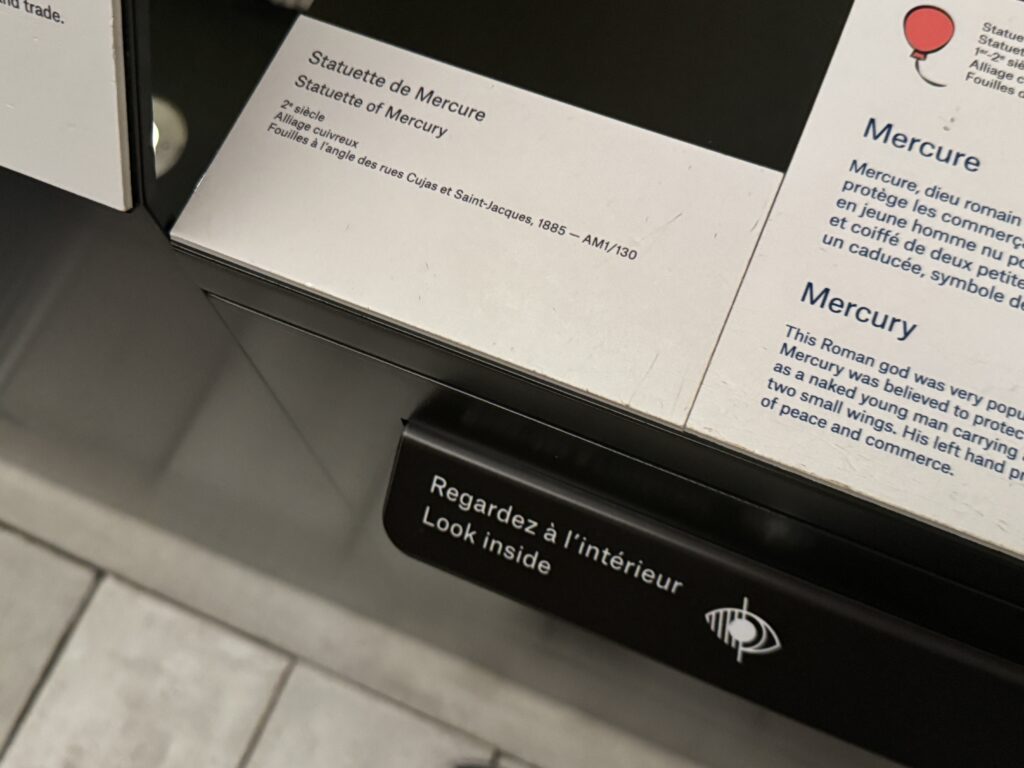 nd trade.
Statuette de Mercure
Statuette of Mercury
2e siècle
Alliage cuivreux
Fouilles à l'angle des rues Cujas et Saint-Jacques, 1885 — AM1/130
Statue
Statuet
1er-2e siè
Alliage c
Fouilles d
Mercure
Mercure, dieu romain
protège les commerça
en jeune homme nu po
et coiffé de deux petite
un caducée, symbole de
Mercury
This Roman god was very popu
Mercury was believed to protec
as a naked young man carrying
two small wings. His left hand pr
of peace and commerce.
Regardez à l'intérieur
Look inside